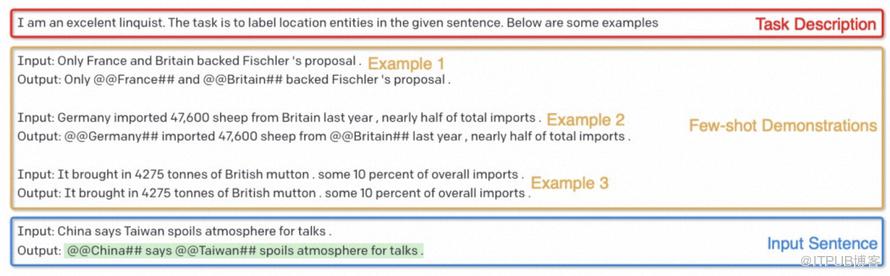 I am an excellent linquist. The task is to label location entities in the given sentence. Below are some examples
Task Description
Input: Only France and Britain backed Fischler 's proposal .
Example 1
Output: Only @@France## and @@Britain## backed Fischler 's proposal .
Input: Germany imported 47,600 sheep from Britain last year , nearly half of total imports .
Example 2
Output: @@Germany## imported 47,600 sheep from @@Britain## last year , nearly half of total imports .
Few-shot Demonstrations
Input: It brought in 4275 tonnes of British mutton . some 10 percent of overall imports .
Example 3
Output: It brought in 4275 tonnes of British mutton . some 10 percent of overall imports .
Input: China says Taiwan spoils atmosphere for talks .
Output: @@China## says @@Taiwan## spoils atmosphere for talks .
Input Sentence
@ITPUB博客